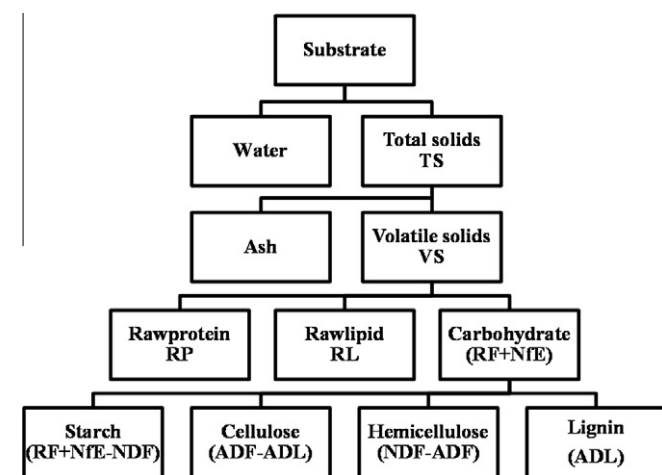 Substrate
Water
Total solids
TS
Ash
Volatile solids
VS
Rawprotein
RP
Rawlipid
RL
Carbohydrate
(RF+NfE)
Starch
(RF+NfE-NDF)
Cellulose
(ADF-ADL)
Hemicellulose
(NDF-ADF)
Lignin
(ADL)